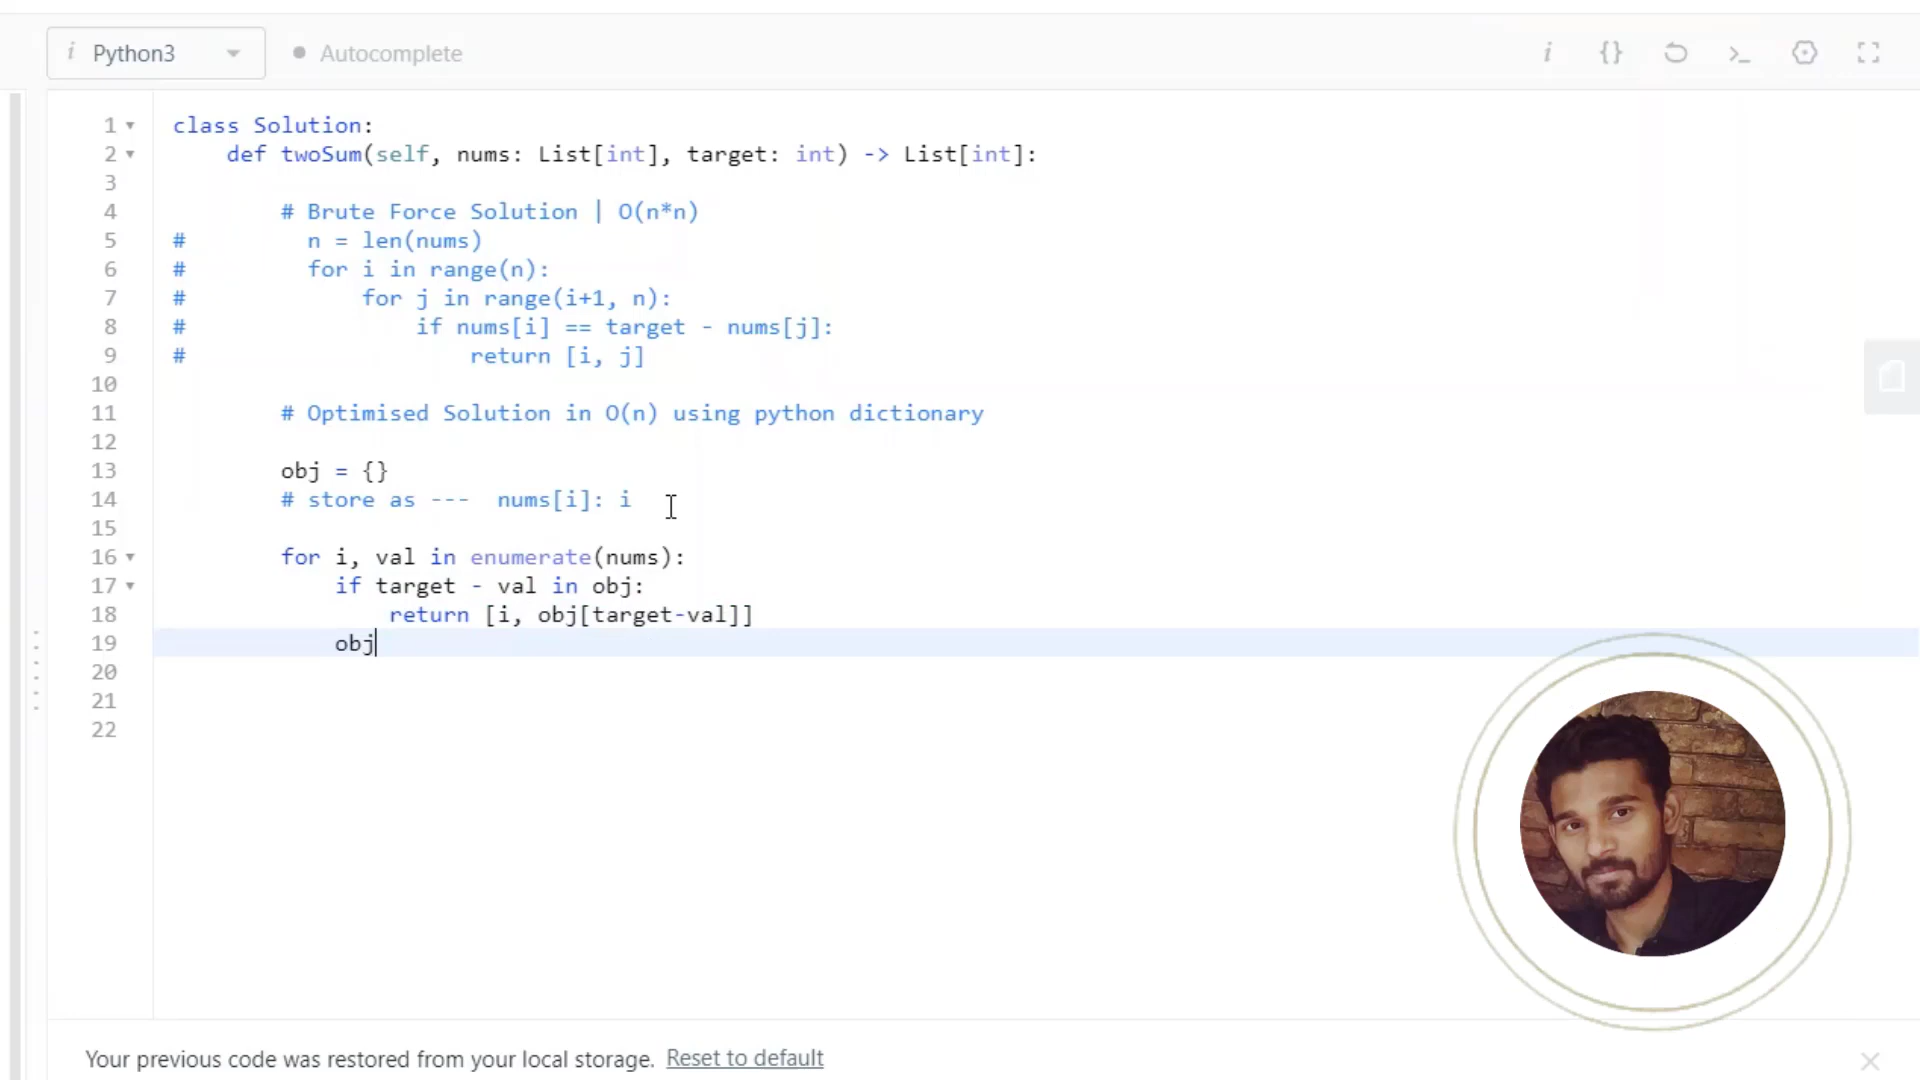 i Python3 Autocomplete i {} >_
1 class Solution:
2 def twoSum(self, nums: List[int], target: int) -> List[int]:
3
4 # Brute Force Solution | O(n*n)
5 # n = len(nums)
6 # for i in range(n):
7 # for j in range(i+1, n):
8 # if nums[i] == target - nums[j]:
9 # return [i, j]
10
11 # Optimised Solution in O(n) using python dictionary
12
13 obj = {}
14 # store as --- nums[i]: i
15
16 for i, val in enumerate(nums):
17 if target - val in obj:
18 return [i, obj[target-val]]
19 obj
20
21
22
Your previous code was restored from your local storage. Reset to default